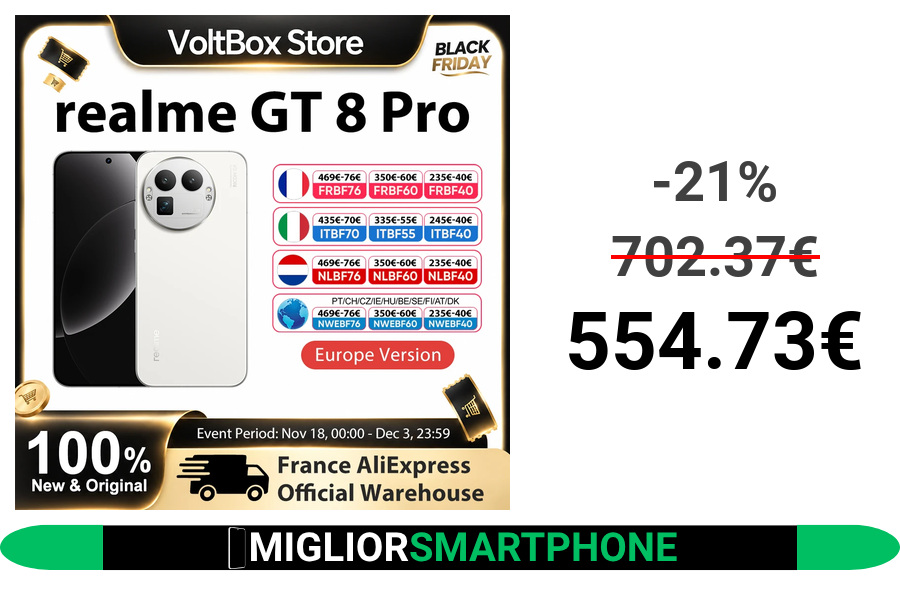 VoltBox Store
BLACK
FRIDAY
realme GT 8 Pro
469€-76€ 350€-60€ 235€-40€
FRBF76 FRBF60 FRBF40
435€-70€ 335€-55€ 245€-40€
ITBF70 ITBF55 ITBF40
469€-76€ 350€-60€ 235€-40€
NLBF76 NLBF60 NLBF40
PT/CH/CZ/IE/HU/BE/SE/FI/AT/DK
469€-76€ 350€-60€ 235€-40€
NWEBF76 NWEBF60 NWEBF40
Europe Version
realme
Event Period: Nov 18, 00:00 - Dec 3, 23:59
100%
New & Original
France AliExpress
Official Warehouse
-21%
702.37€
554.73€
MIGLIORSMARTPHONE